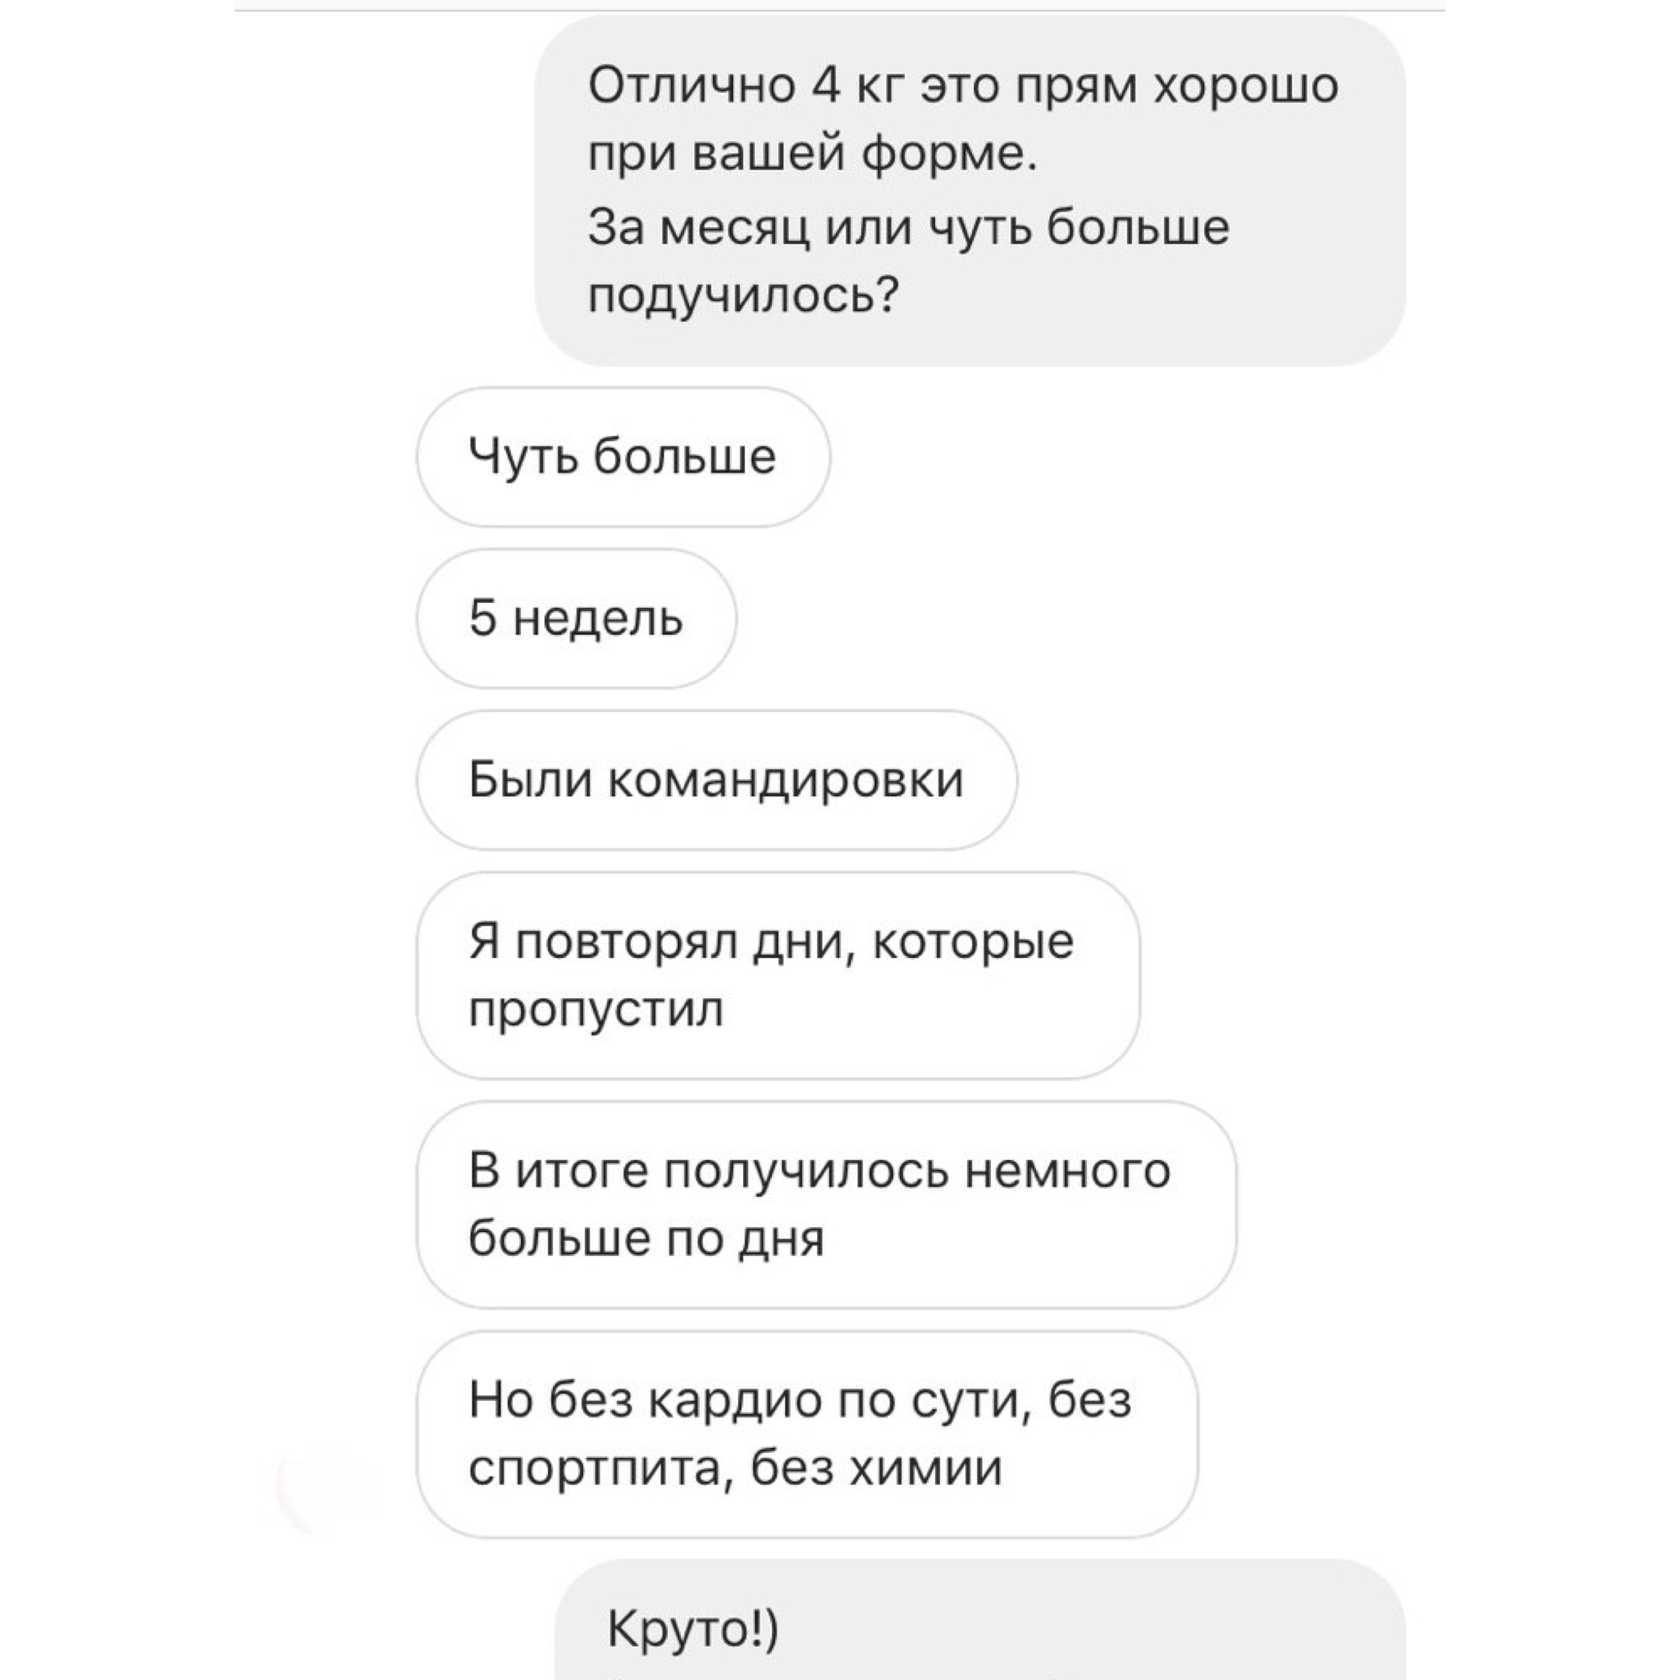 Отлично 4 кг это прям хорошо
при вашей форме.
За месяц или чуть больше
подучилось?
Чуть больше
5 недель
Были командировки
Я повторял дни, которые
пропустил
В итоге получилось немного
больше по дня
Но без кардио по сути, без
спортпита, без химии
Круто!)